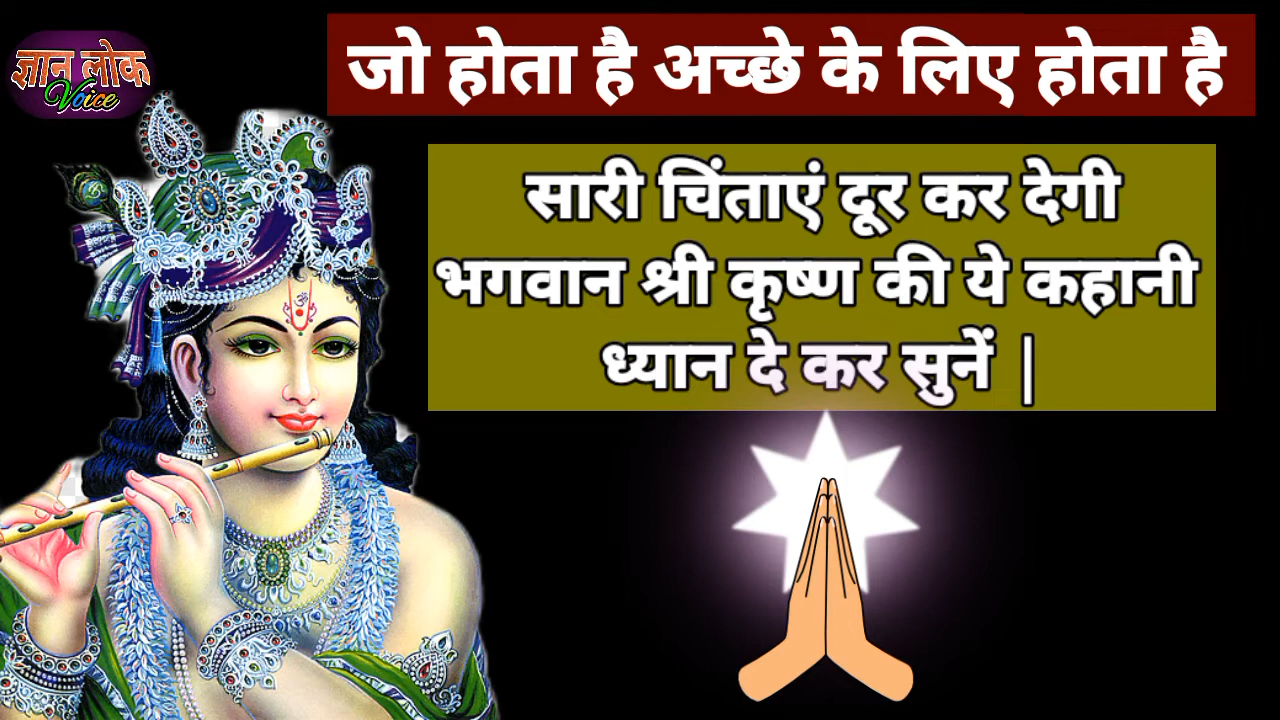 ज्ञान लोक
Voice
जो होता है अच्छे के लिए होता है
सारी चिंताएं दूर कर देगी
भगवान श्री कृष्ण की ये कहानी
ध्यान दे कर सुनें |